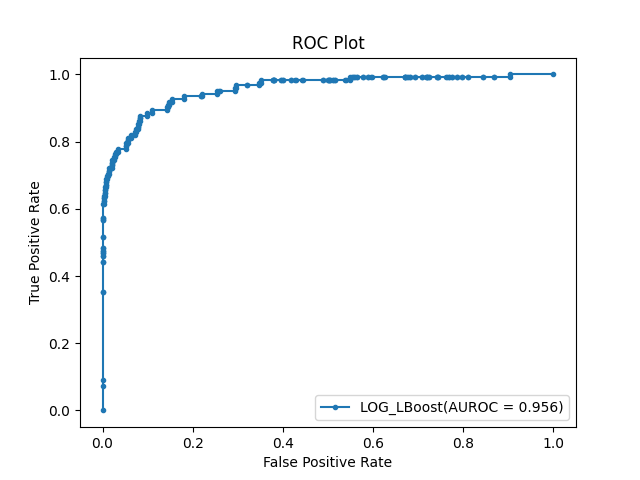 ROC Plot
True Positive Rate
1.0
0.8
0.6
0.4
0.2
0.0
LOG_LBoost(AUROC = 0.956)
0.0 0.2 0.4 0.6 0.8 1.0
False Positive Rate